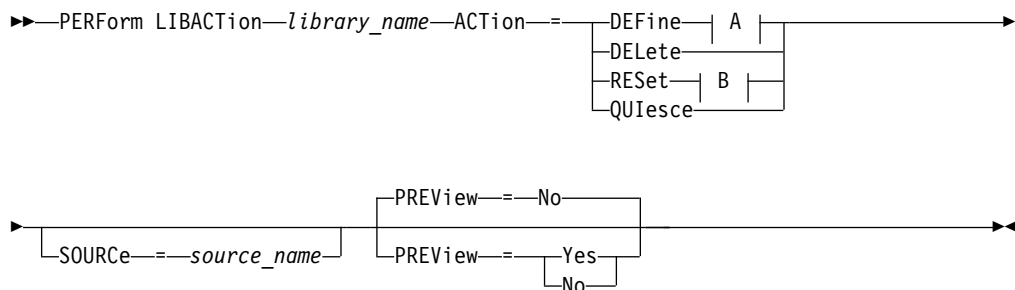 PERForm LIBACTion library_name ACTion = DEFine A
DELete
RESet B
QUIesce
PREView = No
SOURCe = source_name
PREView = Yes
No